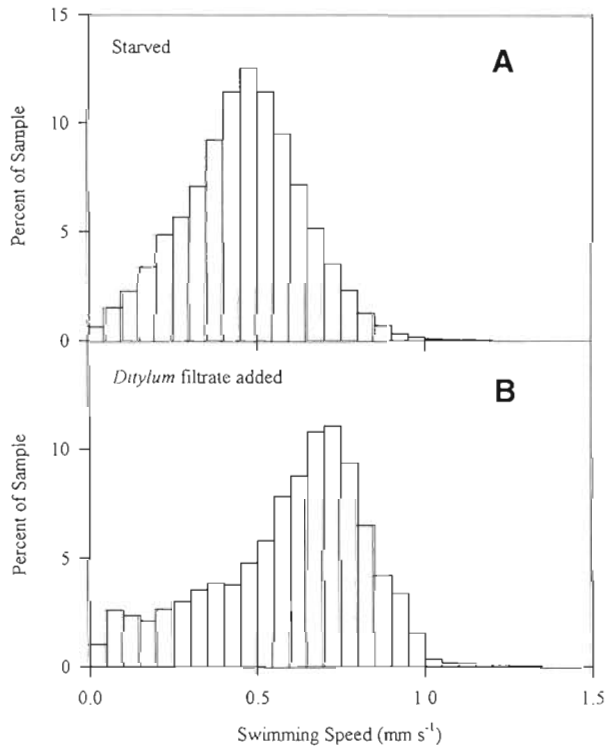 15
Starved
A
10
Percent of Sample
5
0
Ditylum filtrate added
B
10
Percent of Sample
5
0
0.0 0.5 1 0 1.5
Swimming Speed (mm s⁻¹)